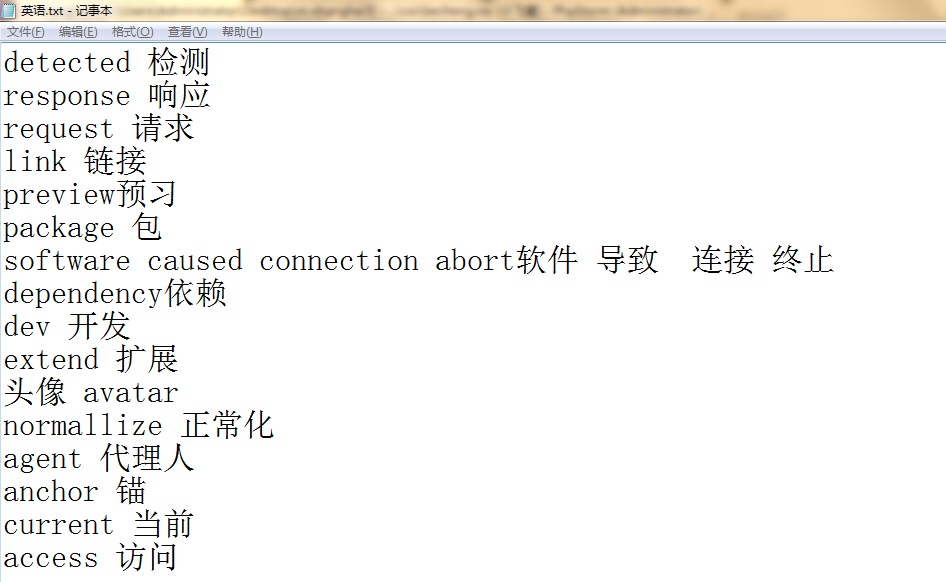 英语.txt - 记事本
文件(F) 编辑(E) 格式(O) 查看(V) 帮助(H)
detected 检测
response 响应
request 请求
link 链接
preview预习
package 包
software caused connection abort软件 导致  连接 终止
dependency依赖
dev 开发
extend 扩展
头像 avatar
normallize 正常化
agent 代理人
anchor 锚
current 当前
access 访问